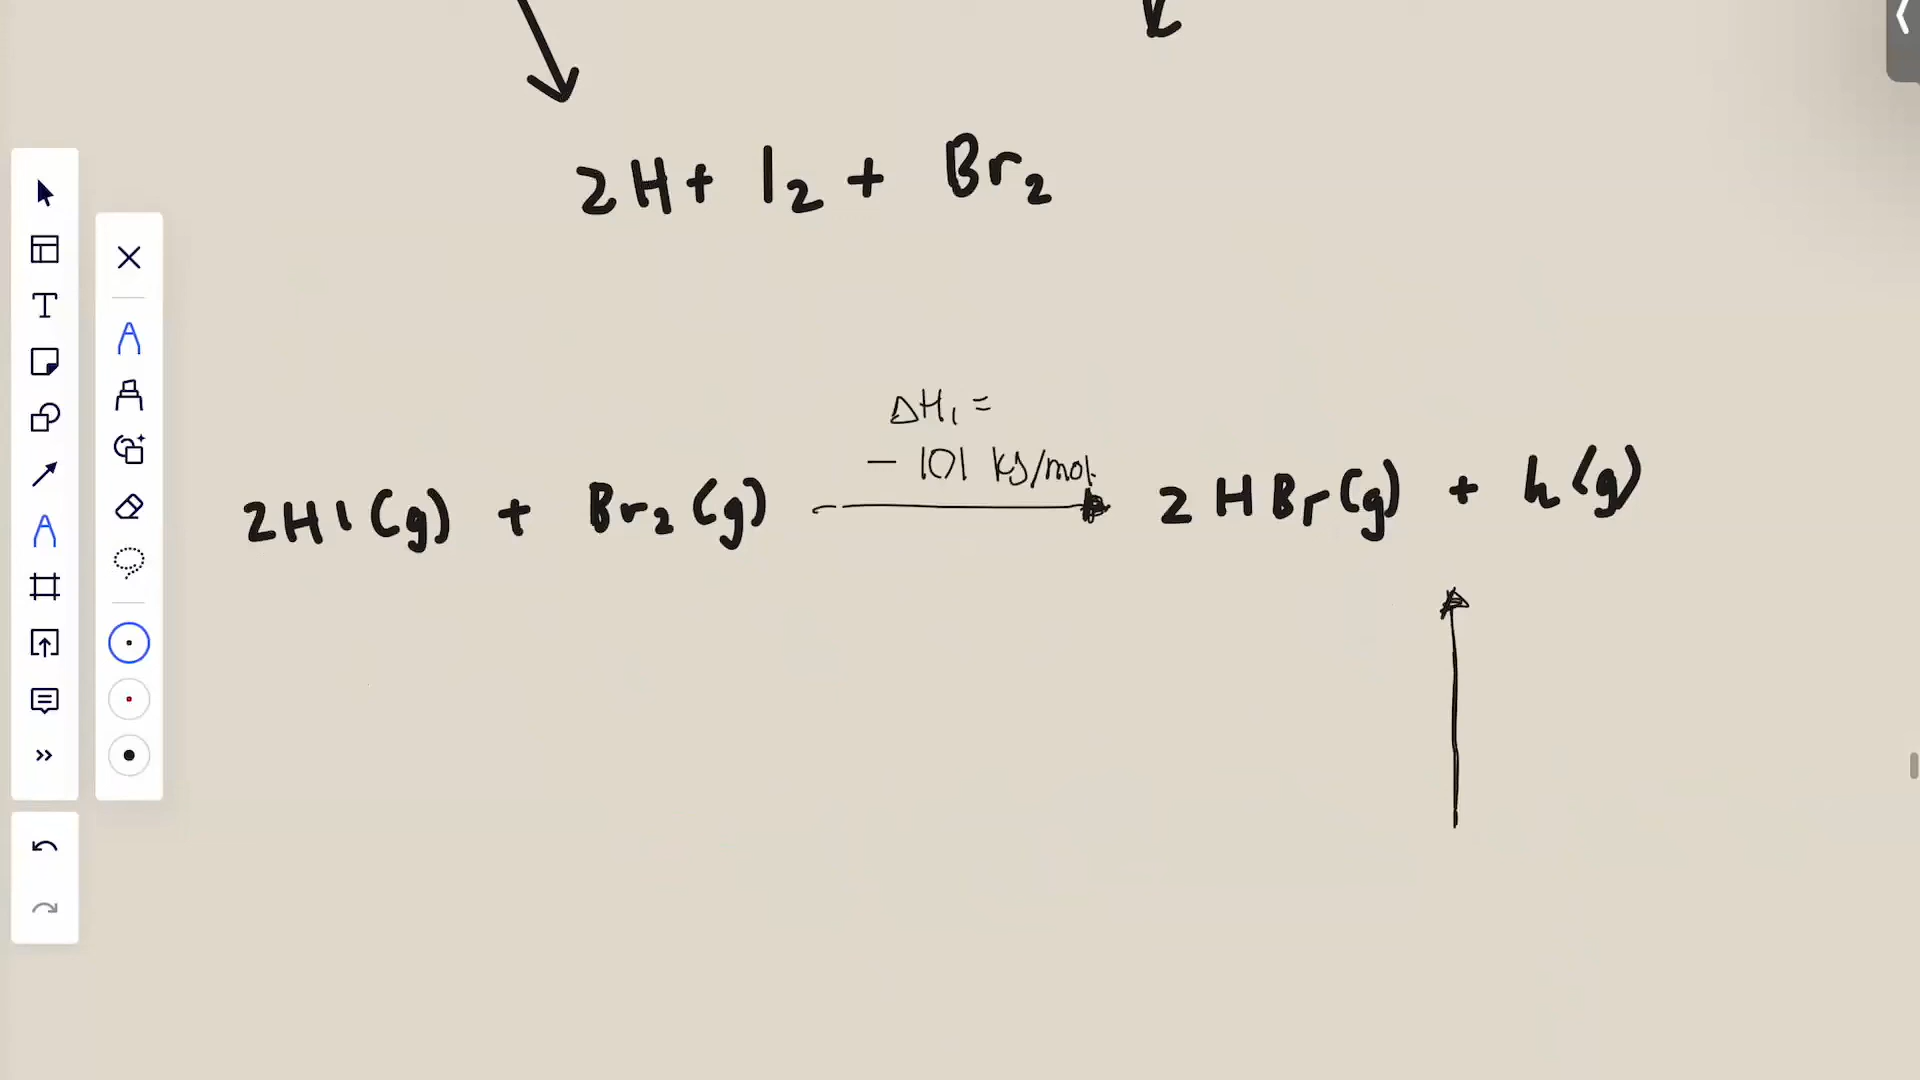 2H + I₂ + Br₂
ΔH₁ =
– 101 kJ/mol
2HI(g) + Br₂(g) → 2HBr(g) + I₂(g)